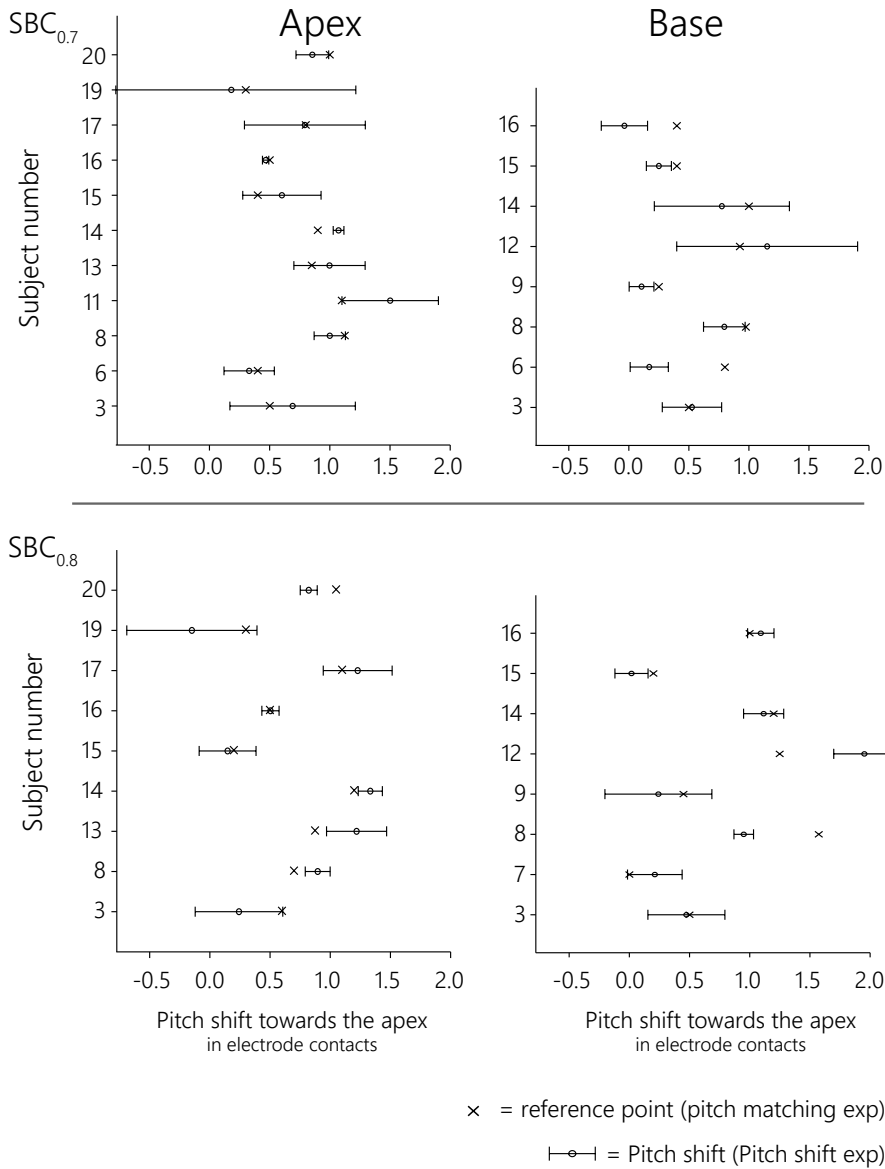 SBC0.7
Apex
Base
Subject number
20
19
17
16
15
14
13
11
8
6
3
-0.5 0.0 0.5 1.0 1.5 2.0
16
15
14
12
9
8
6
3
-0.5 0.0 0.5 1.0 1.5 2.0
SBC0.8
Subject number
20
19
17
16
15
14
13
8
3
-0.5 0.0 0.5 1.0 1.5 2.0
Pitch shift towards the apex
in electrode contacts
16
15
14
12
9
8
7
3
-0.5 0.0 0.5 1.0 1.5 2.0
Pitch shift towards the apex
in electrode contacts
× = reference point (pitch matching exp)
= Pitch shift (Pitch shift exp)